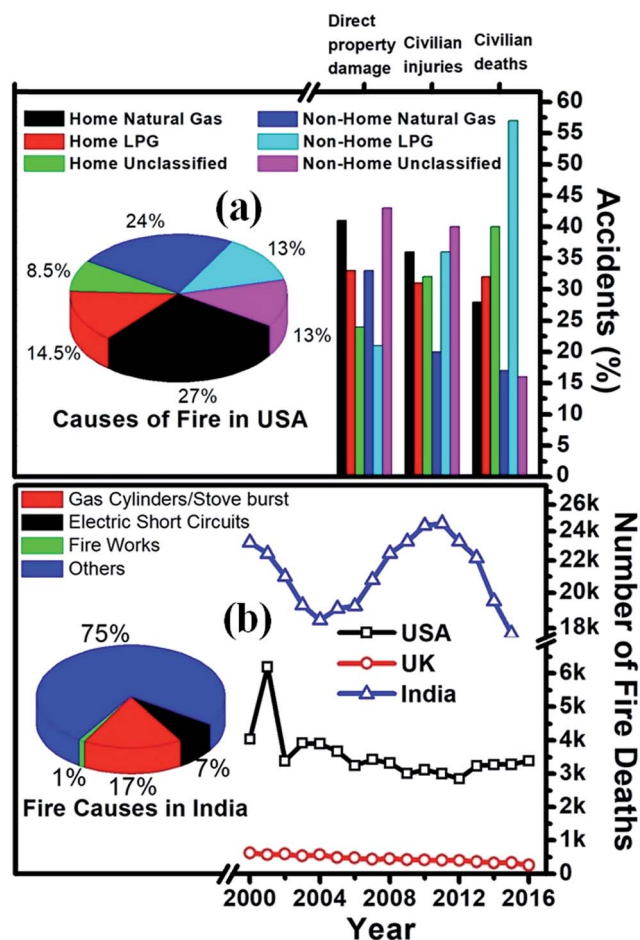 Direct
property
damage
Civilian
injuries
Civilian
deaths
Home Natural Gas
Non-Home Natural Gas
Home LPG
Non-Home LPG
Home Unclassified
Non-Home Unclassified
(a)
24%
13%
8.5%
13%
14.5%
27%
Causes of Fire in USA
60
55
50
45
40
35
30
25
20
15
10
5
0
Accidents (%)
Gas Cylinders/Stove burst
Electric Short Circuits
Fire Works
Others
(b)
75%
7%
1%
17%
Fire Causes in India
USA
UK
India
26k
24k
22k
20k
18k
6k
5k
4k
3k
2k
1k
0
Number of Fire Deaths
2000 2004 2008 2012 2016
Year